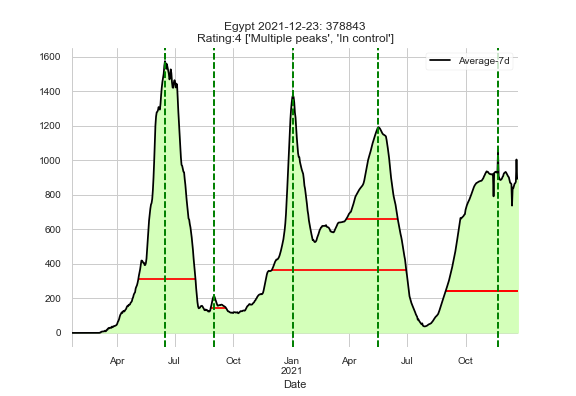 Egypt 2021-12-23: 378843
Rating:4 ['Multiple peaks', 'In control']
Average-7d
1600
1400
1200
1000
800
600
400
200
0
Apr Jul Oct Jan Apr Jul Oct
2021
Date